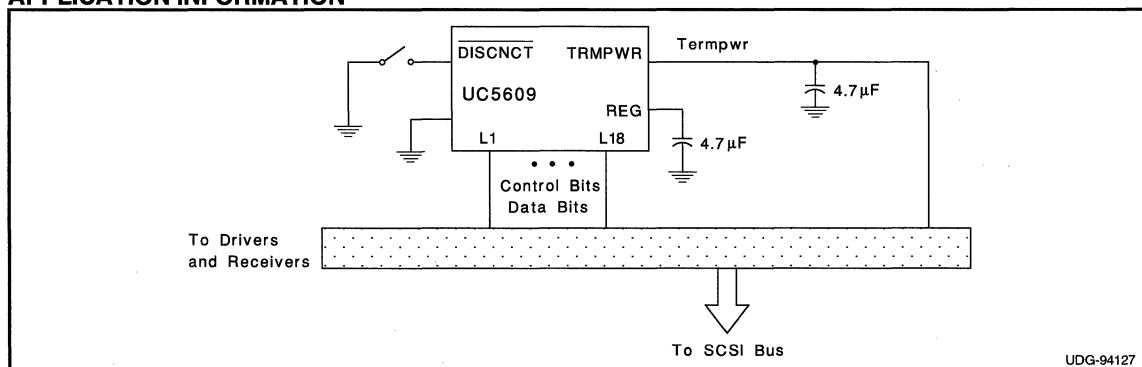 APPLICATION INFORMATION
DISCNCT TRMPWR
Termpwr
UC5609
4.7µF
REG
L1 L18
4.7µF
• • •
Control Bits
Data Bits
To Drivers
and Receivers
To SCSI Bus
UDG-94127